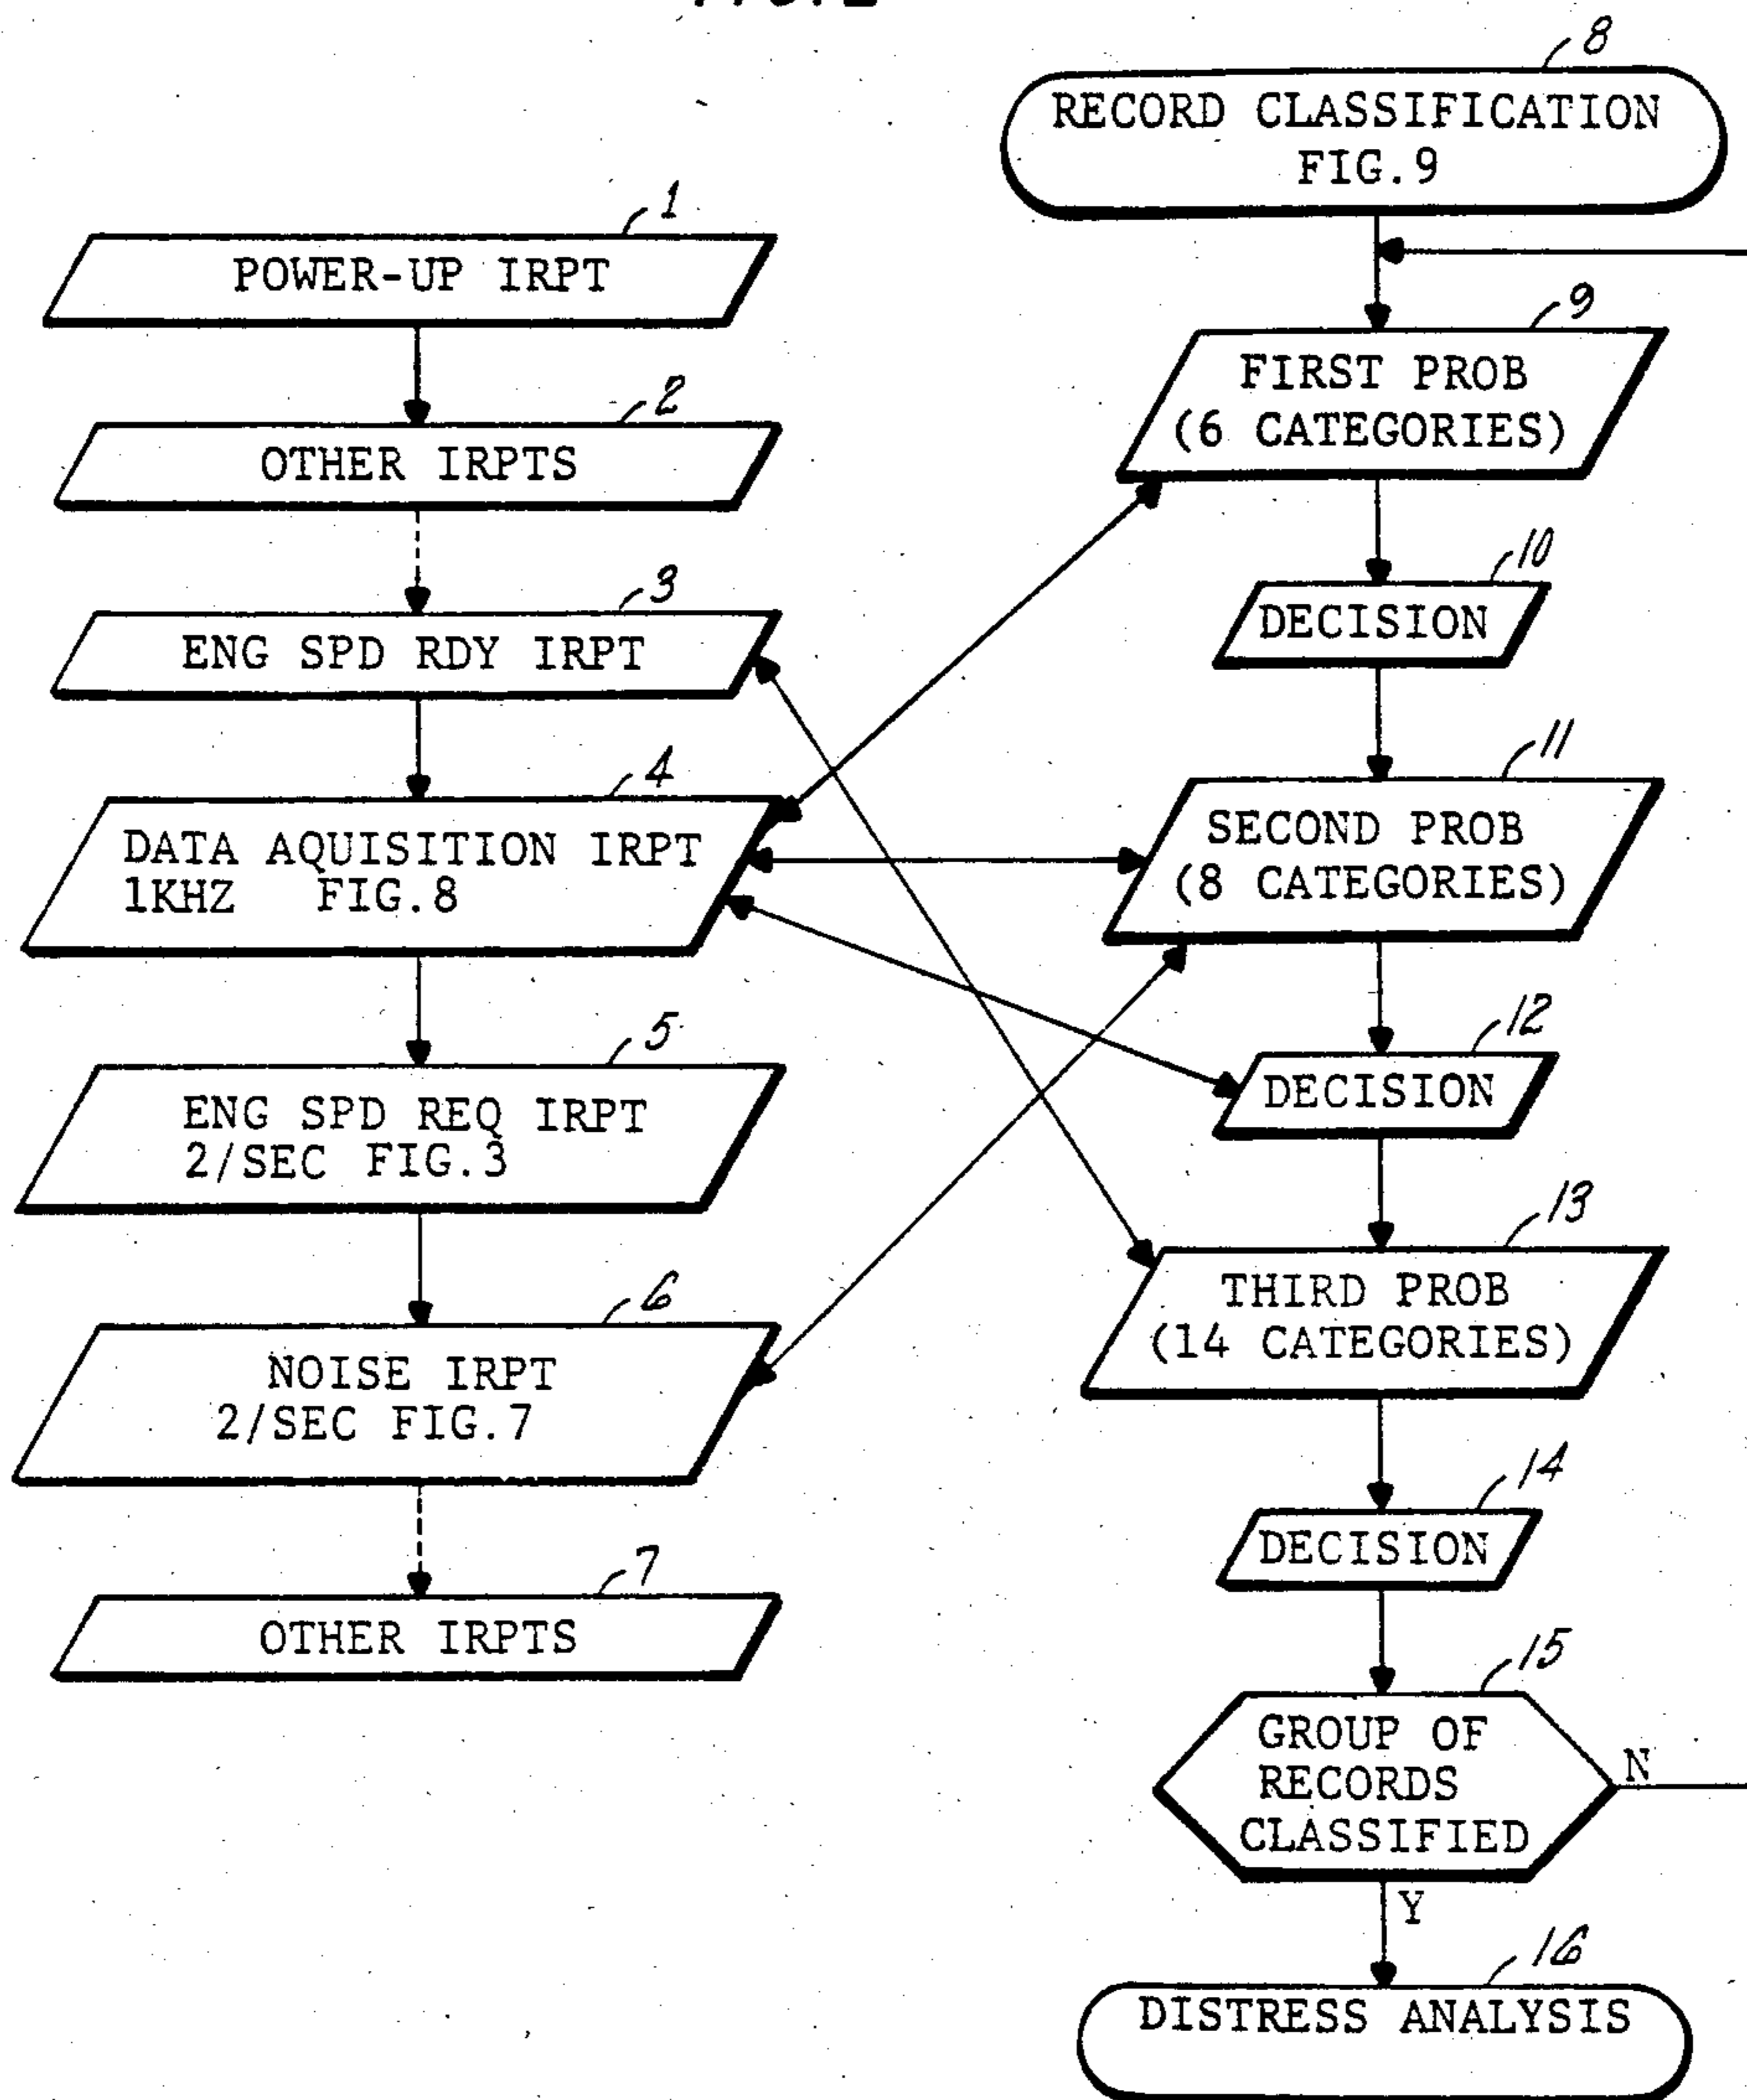 8
RECORD CLASSIFICATION
FIG.9
1
POWER-UP IRPT
2
OTHER IRPTS
3
ENG SPD RDY IRPT
4
DATA AQUISITION IRPT
1KHZ FIG.8
5
ENG SPD REQ IRPT
2/SEC FIG.3
6
NOISE IRPT
2/SEC FIG.7
7
OTHER IRPTS
9
FIRST PROB
(6 CATEGORIES)
10
DECISION
11
SECOND PROB
(8 CATEGORIES)
12
DECISION
13
THIRD PROB
(14 CATEGORIES)
14
DECISION
15
GROUP OF
RECORDS
CLASSIFIED
N
Y
16
DISTRESS ANALYSIS